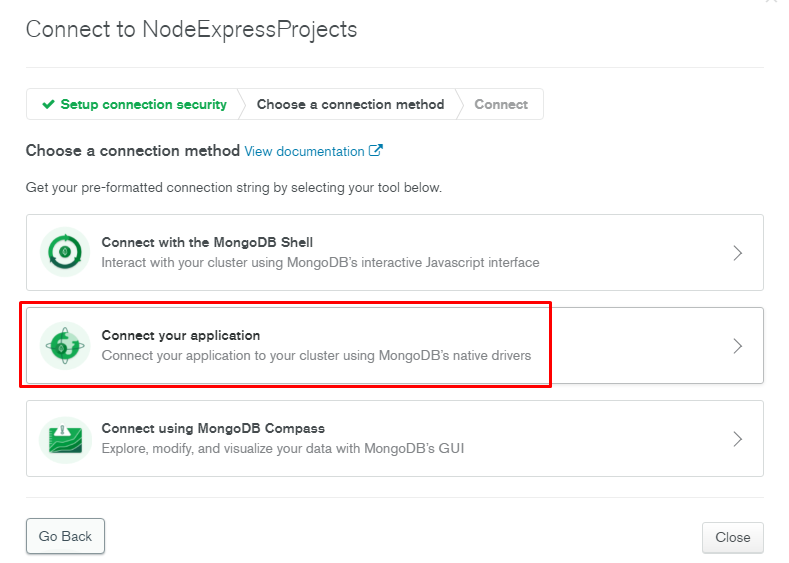 Connect to NodeExpressProjects
Setup connection security Choose a connection method Connect
Choose a connection method View documentation
Get your pre-formatted connection string by selecting your tool below.
Connect with the MongoDB Shell
Interact with your cluster using MongoDB's interactive Javascript interface
Connect your application
Connect your application to your cluster using MongoDB's native drivers
Connect using MongoDB Compass
Explore, modify, and visualize your data with MongoDB's GUI
Go Back Close